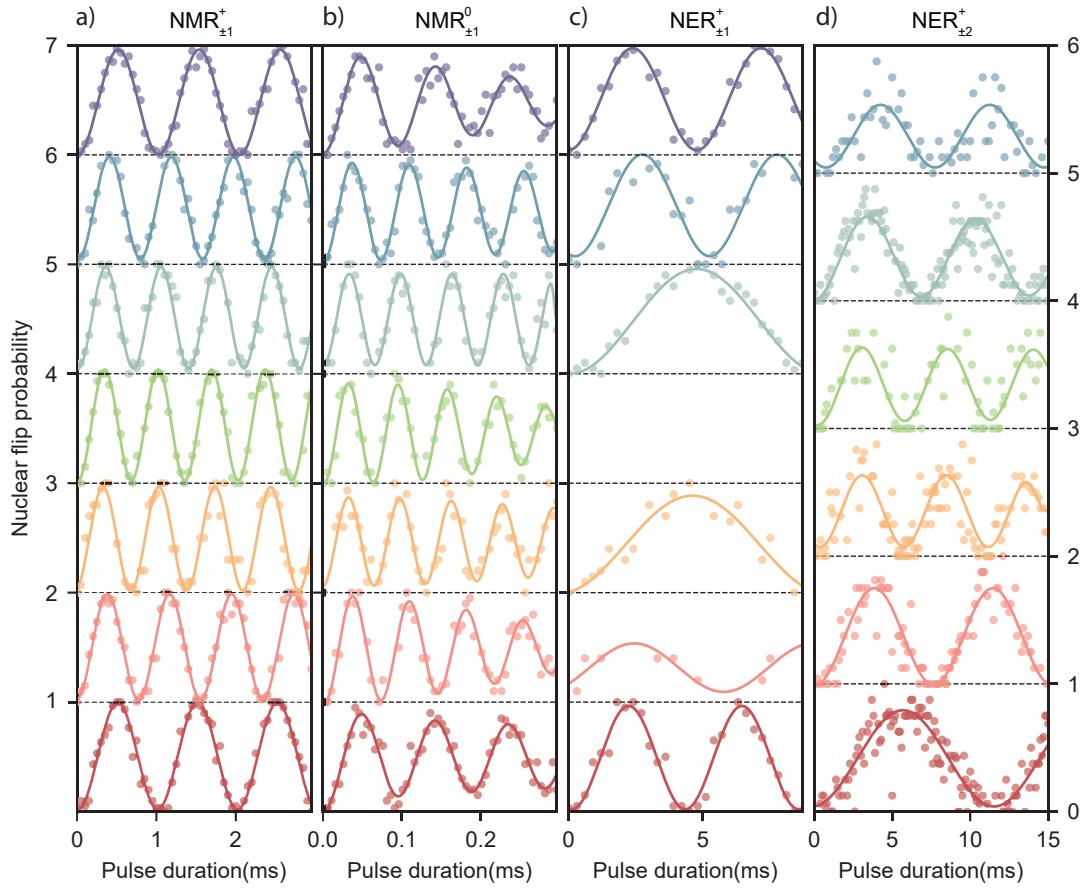 a) NMR⁺±1 b) NMR⁰±1 c) NER⁺±1 d) NER⁺±2
Nuclear flip probability
7
6
5
4
3
2
1
0
6
5
4
3
2
1
0
0 1 2
0 0.1 0.2
0 5
0 5 10 15
Pulse duration(ms) Pulse duration(ms) Pulse duration(ms) Pulse duration(ms)